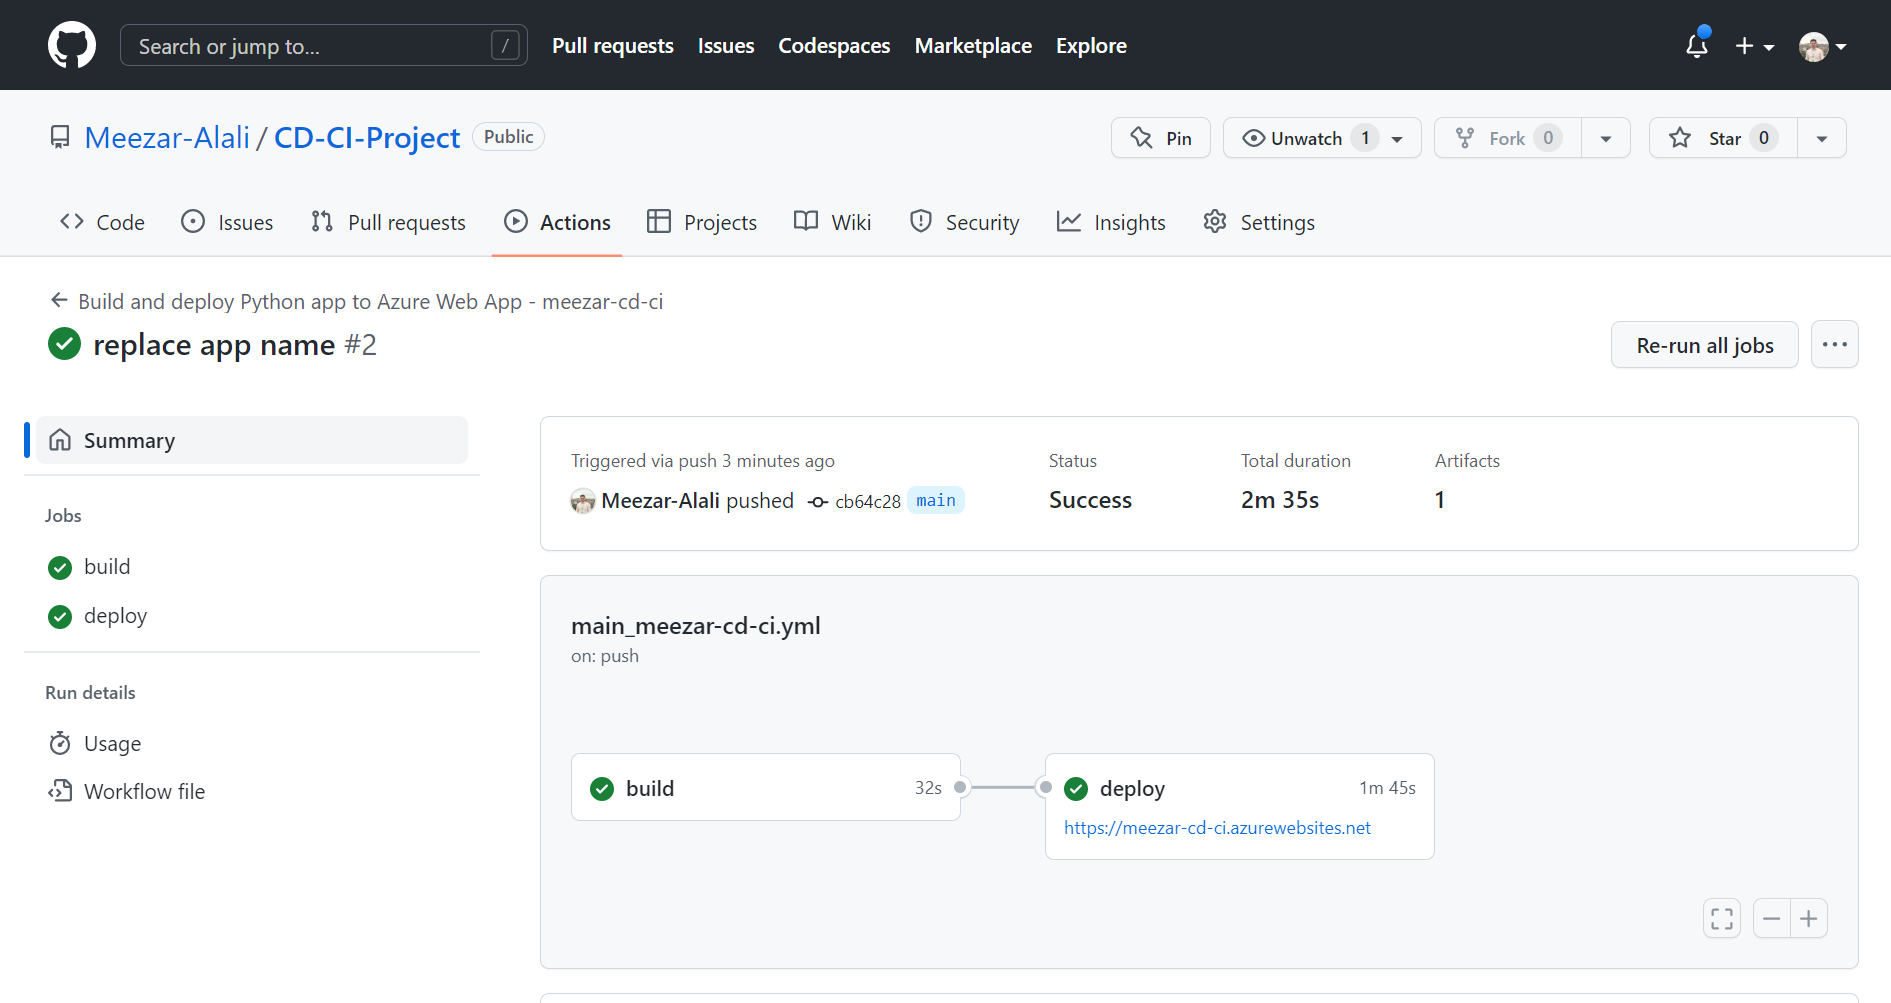 Search or jump to... / Pull requests Issues Codespaces Marketplace Explore
Meezar-Alali / CD-CI-Project Public Pin Unwatch 1 Fork 0 Star 0
Code Issues Pull requests Actions Projects Wiki Security Insights Settings
Build and deploy Python app to Azure Web App - meezar-cd-ci
replace app name #2
Re-run all jobs
Summary
Jobs
build
deploy
Run details
Usage
Workflow file
Triggered via push 3 minutes ago
Meezar-Alali pushed cb64c28 main
Status
Success
Total duration
2m 35s
Artifacts
1
main_meezar-cd-ci.yml
on: push
build 32s
deploy 1m 45s
https://meezar-cd-ci.azurewebsites.net